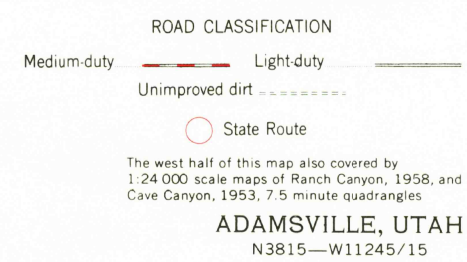 ROAD CLASSIFICATION
Medium-duty Light-duty
Unimproved dirt
State Route
The west half of this map also covered by
1:24 000 scale maps of Ranch Canyon, 1958, and
Cave Canyon, 1953, 7.5 minute quadrangles
ADAMSVILLE, UTAH
N3815—W11245/15